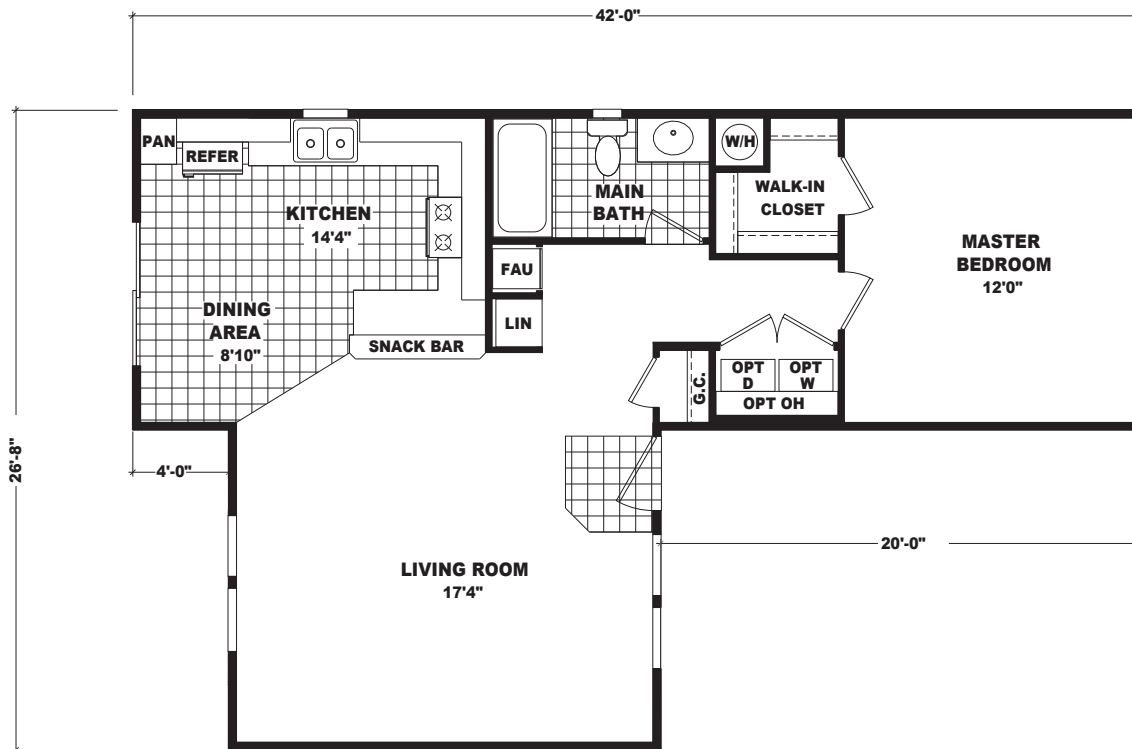 42'-0"
PAN
REFER
W/H
KITCHEN
14'4"
MAIN
BATH
WALK-IN
CLOSET
MASTER
BEDROOM
12'0"
FAU
DINING
AREA
8'10"
LIN
SNACK BAR
G.C.
OPT
D
OPT
W
OPT OH
26'-8"
4'-0"
20'-0"
LIVING ROOM
17'4"